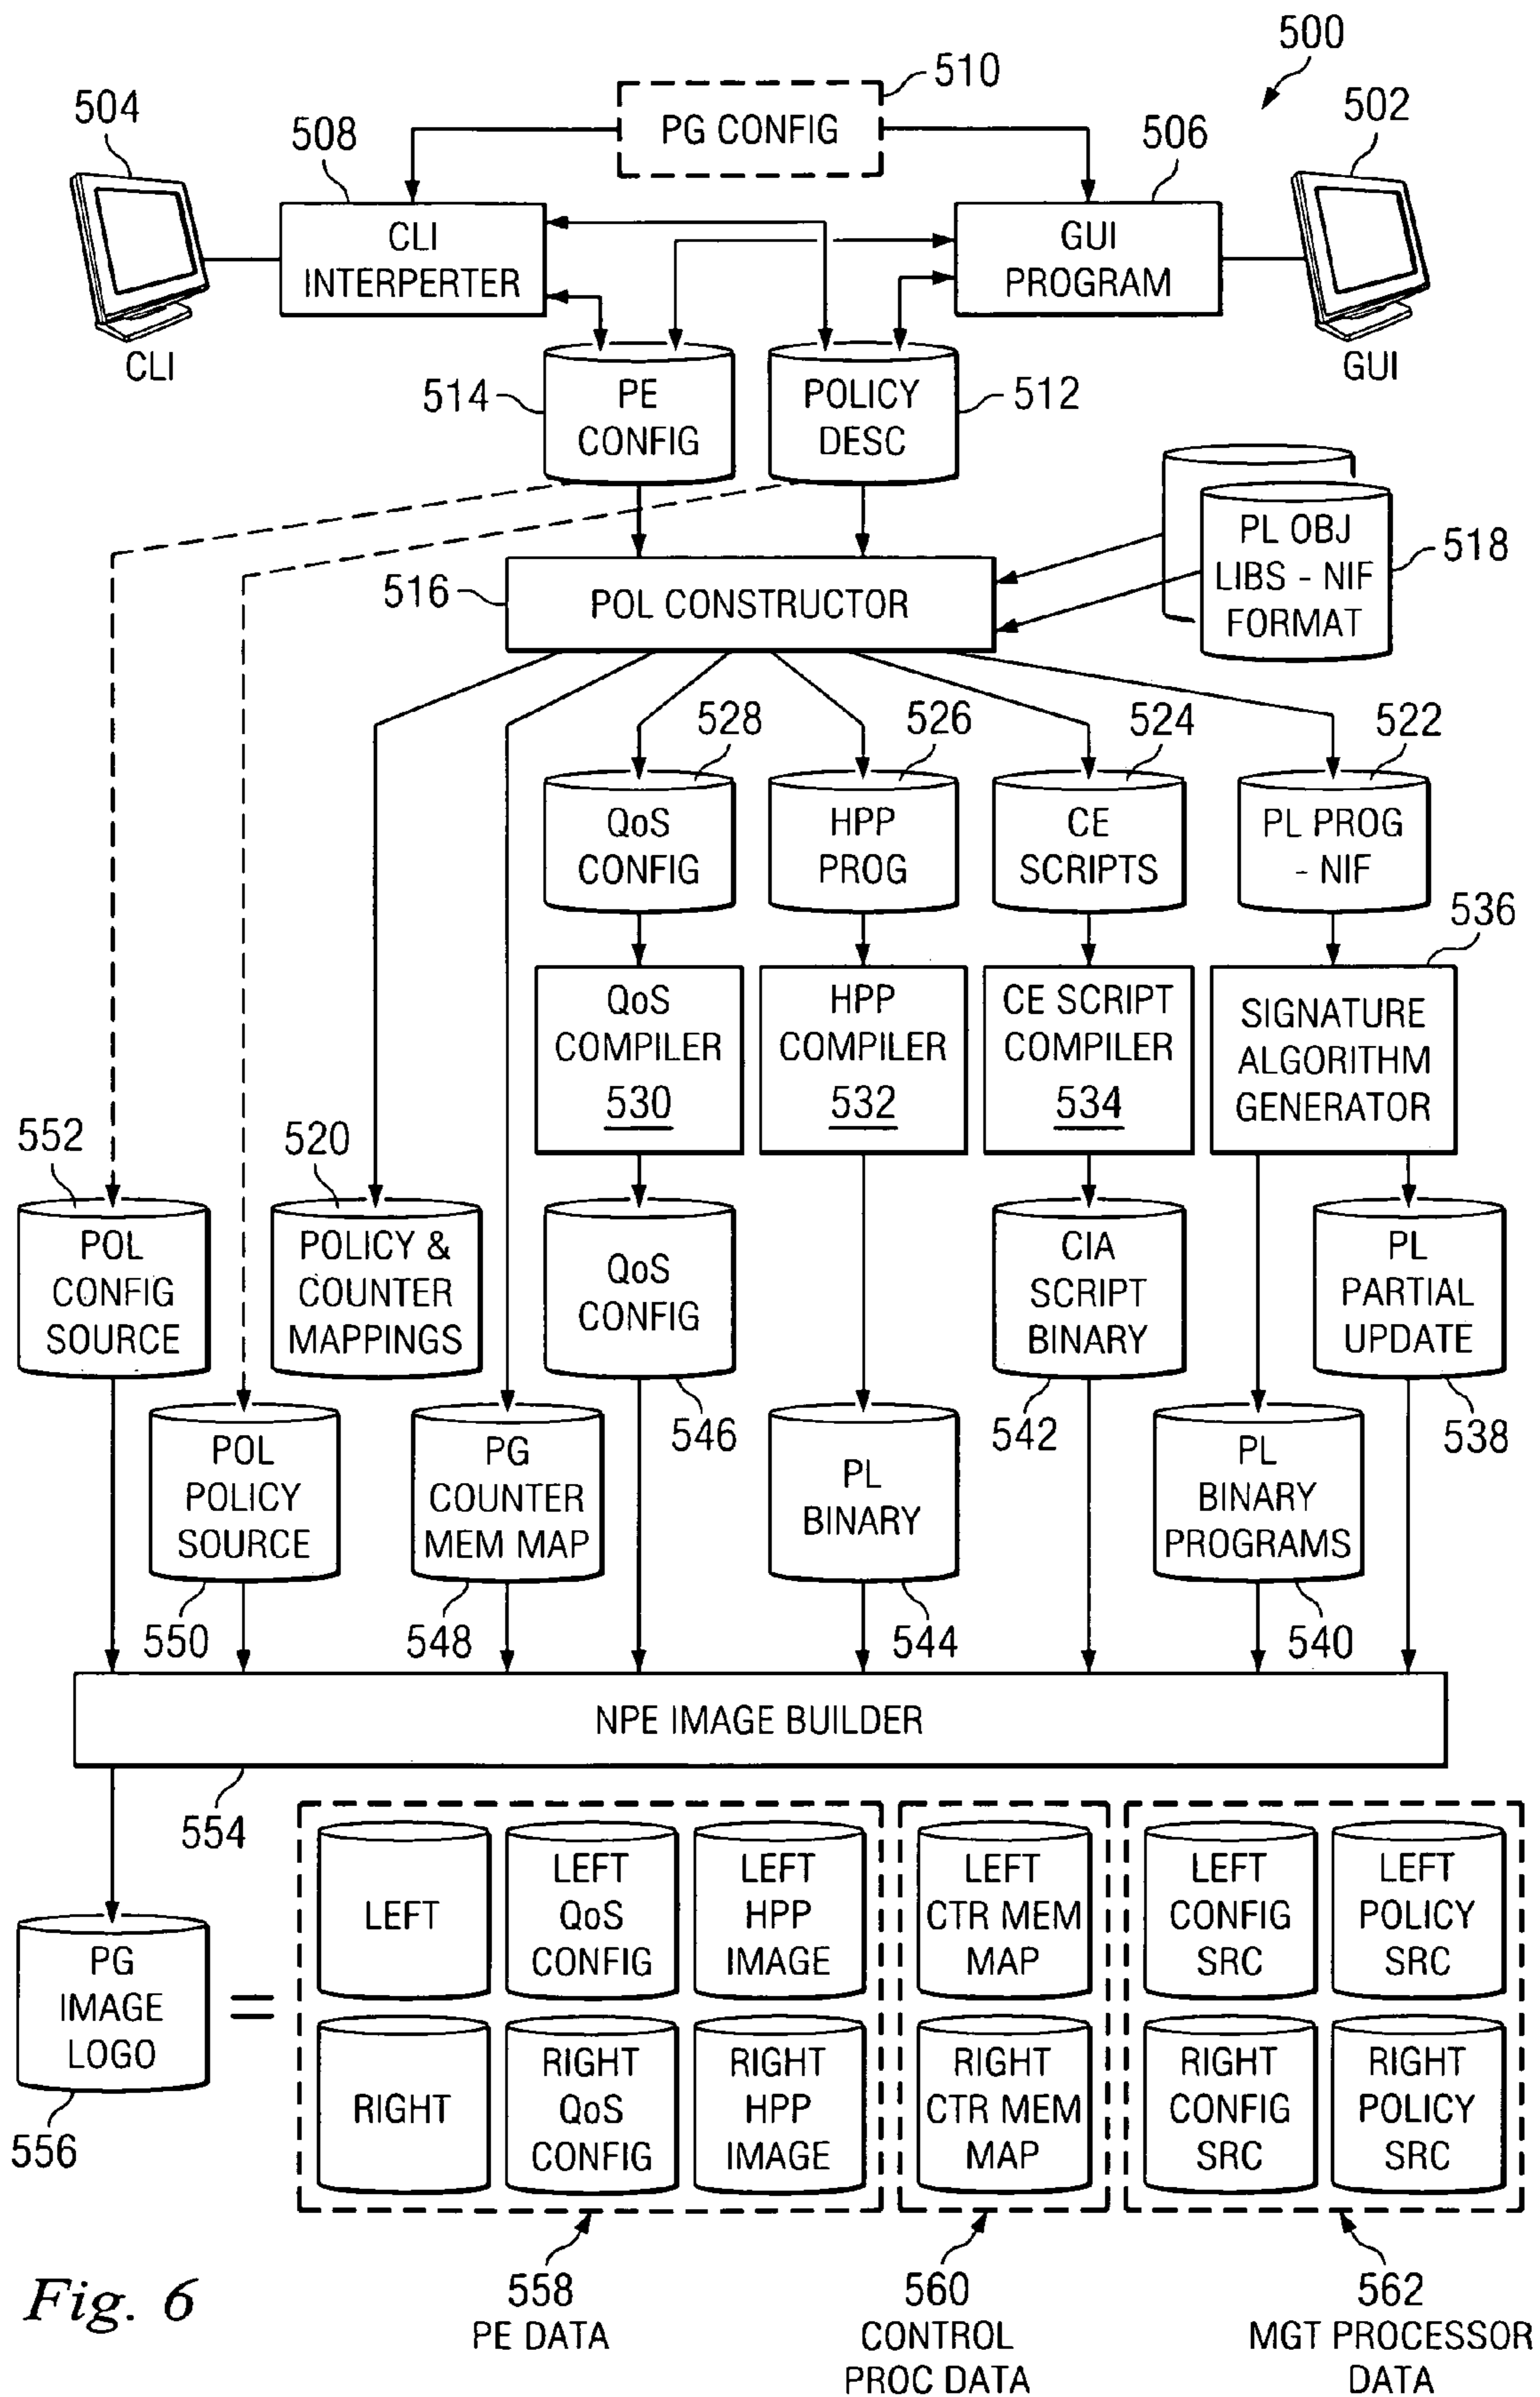 500
510
504
508
PG CONFIG
506
502
CLI
INTERPERTER
GUI
PROGRAM
CLI
GUI
514
PE
CONFIG
POLICY
DESC
512
PL OBJ
LIBS - NIF
FORMAT
518
516
POL CONSTRUCTOR
528
526
524
522
QoS
CONFIG
HPP
PROG
CE
SCRIPTS
PL PROG
- NIF
536
QoS
COMPILER
530
HPP
COMPILER
532
CE SCRIPT
COMPILER
534
SIGNATURE
ALGORITHM
GENERATOR
552
520
POL
CONFIG
SOURCE
POLICY &
COUNTER
MAPPINGS
QoS
CONFIG
CIA
SCRIPT
BINARY
PL
PARTIAL
UPDATE
546
542
538
POL
POLICY
SOURCE
PG
COUNTER
MEM MAP
PL
BINARY
PL
BINARY
PROGRAMS
550
548
544
540
NPE IMAGE BUILDER
554
PG
IMAGE
LOGO
=
556
LEFT
LEFT
QoS
CONFIG
LEFT
HPP
IMAGE
LEFT
CTR MEM
MAP
LEFT
CONFIG
SRC
LEFT
POLICY
SRC
RIGHT
RIGHT
QoS
CONFIG
RIGHT
HPP
IMAGE
RIGHT
CTR MEM
MAP
RIGHT
CONFIG
SRC
RIGHT
POLICY
SRC
558
PE DATA
560
CONTROL
PROC DATA
562
MGT PROCESSOR
DATA
Fig. 6